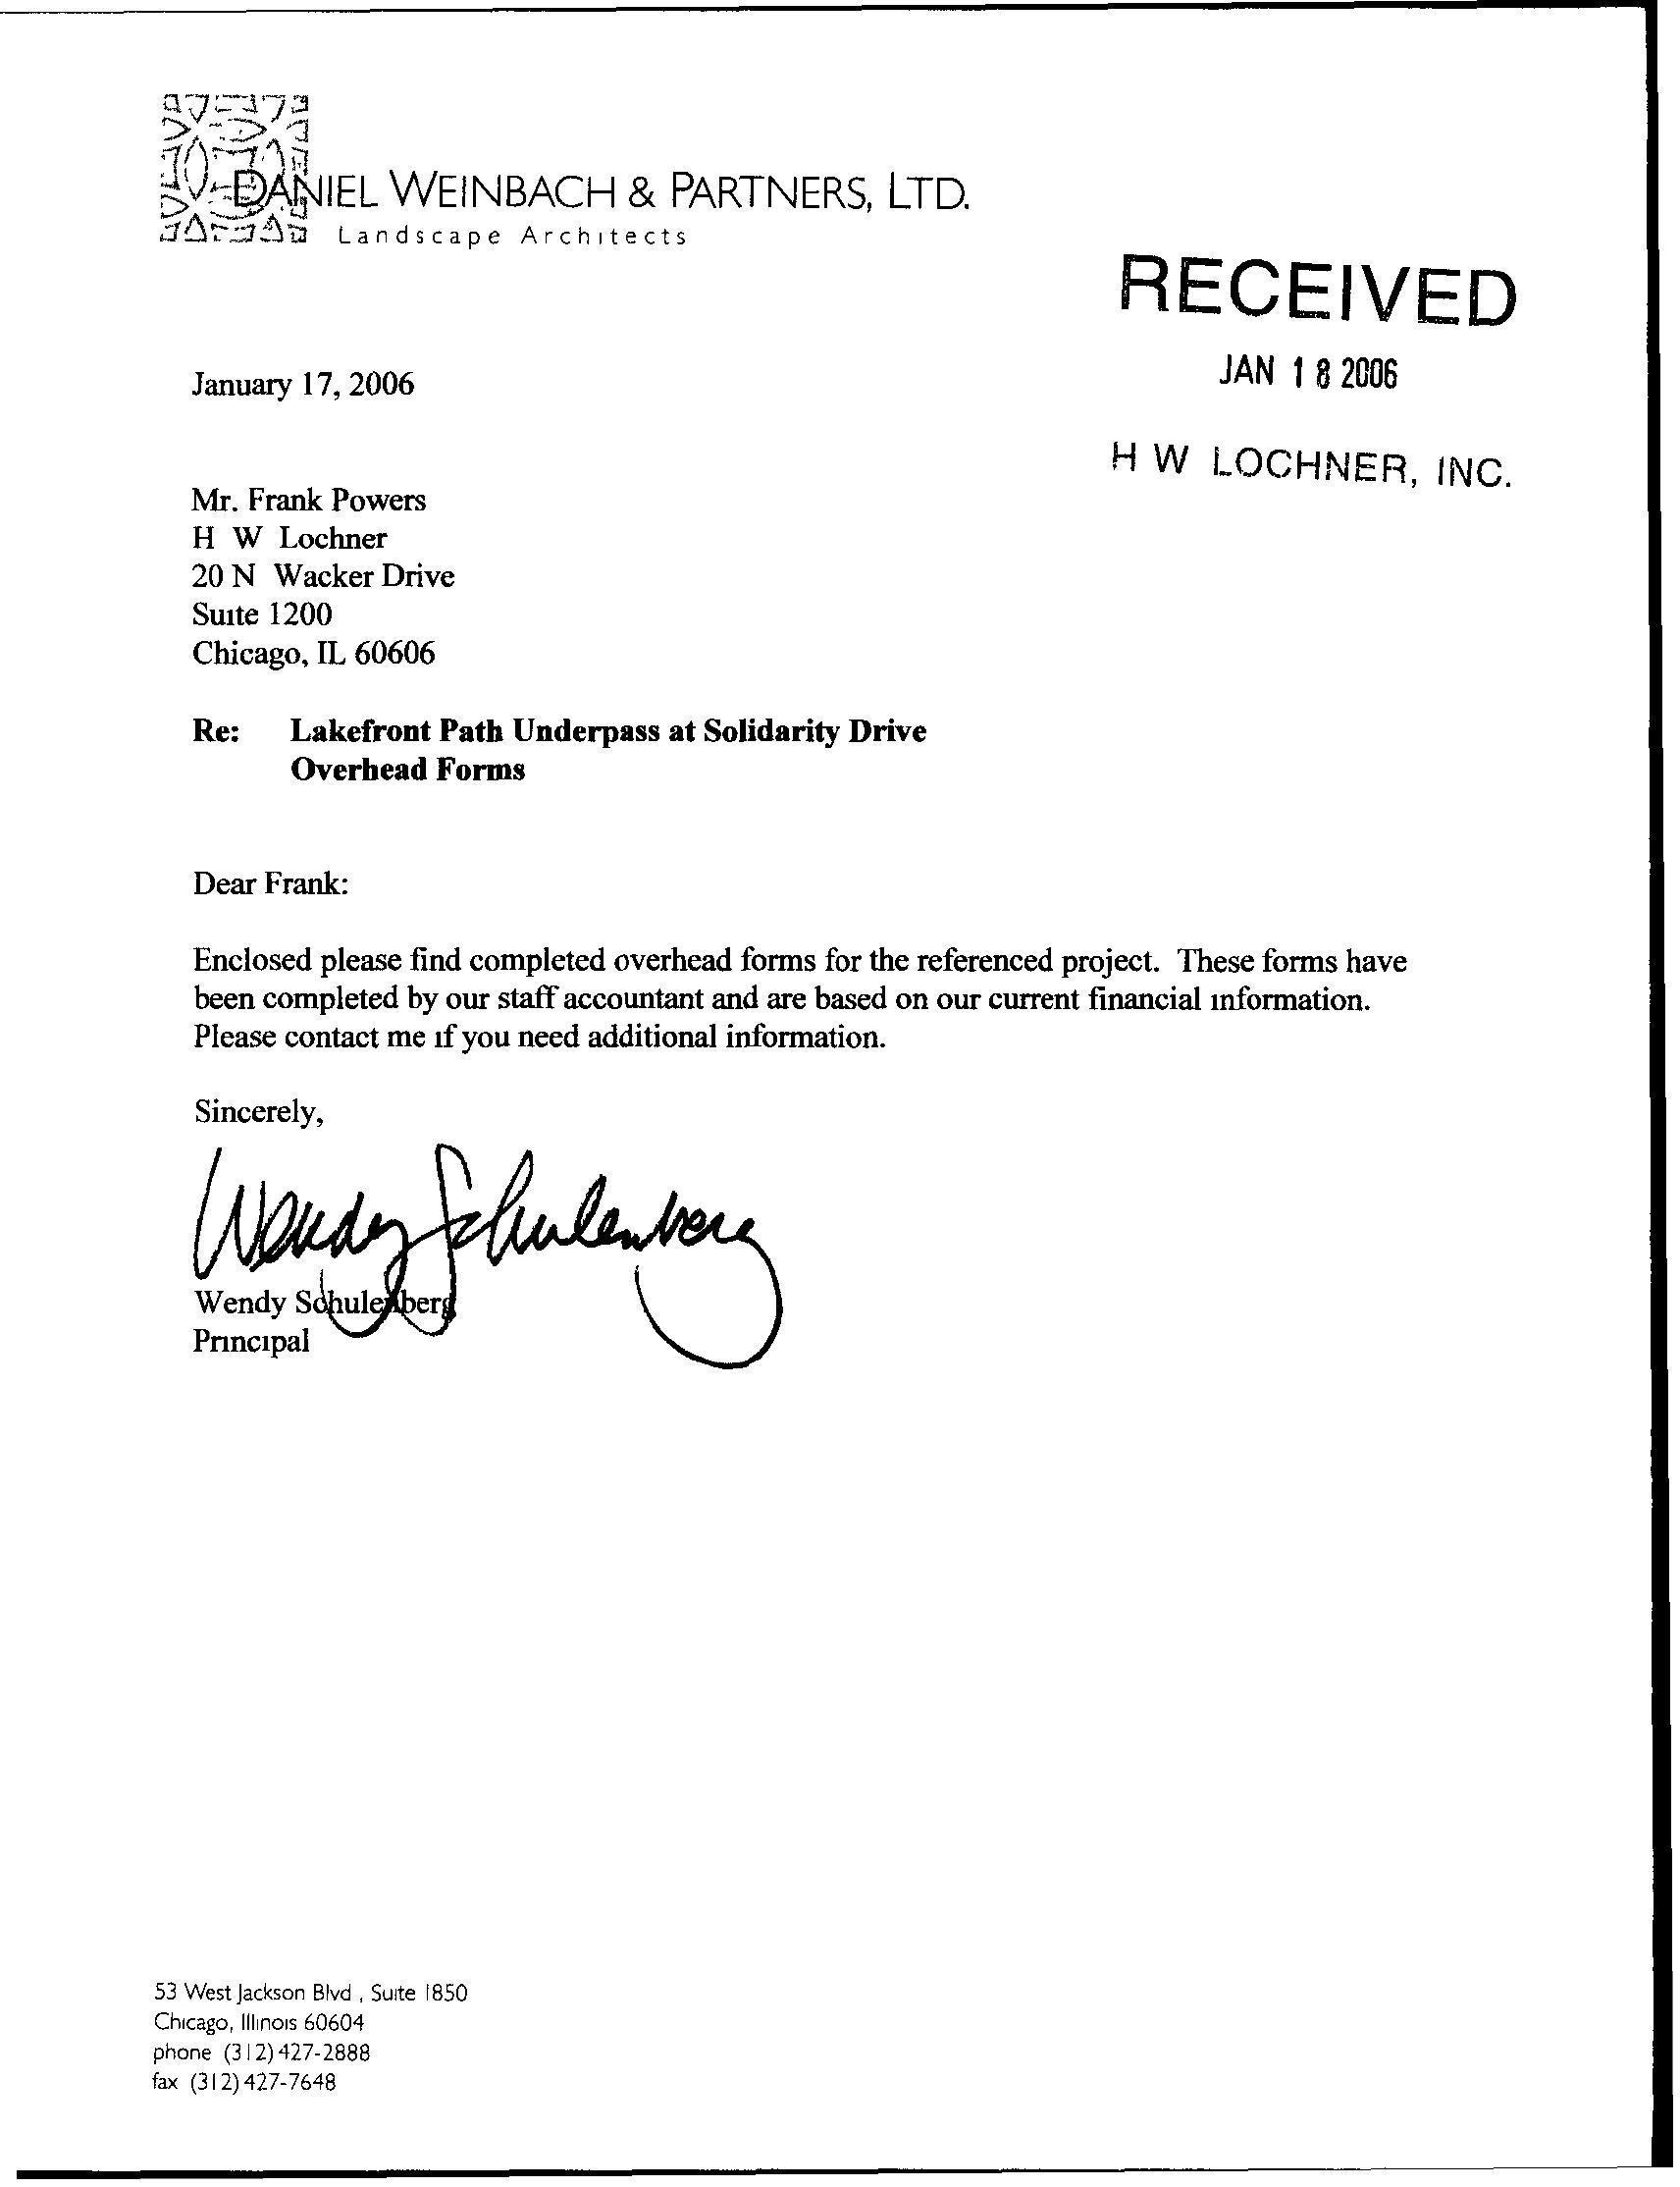 DANIEL WEINBACH & PARTNERS, LTD.
Landscape Architects
RECEIVED
JAN 18 2006
H W LOCHNER, INC.
January 17, 2006
Mr. Frank Powers
H W Lochner
20 N Wacker Drive
Suite 1200
Chicago, IL 60606
Re: Lakefront Path Underpass at Solidarity Drive
Overhead Forms
Dear Frank:
Enclosed please find completed overhead forms for the referenced project. These forms have
been completed by our staff accountant and are based on our current financial information.
Please contact me if you need additional information.
Sincerely,
Wendy Schulenberg
Wendy Schulenberg
Principal
53 West Jackson Blvd , Suite 1850
Chicago, Illinois 60604
phone (312) 427-2888
fax (312) 427-7648